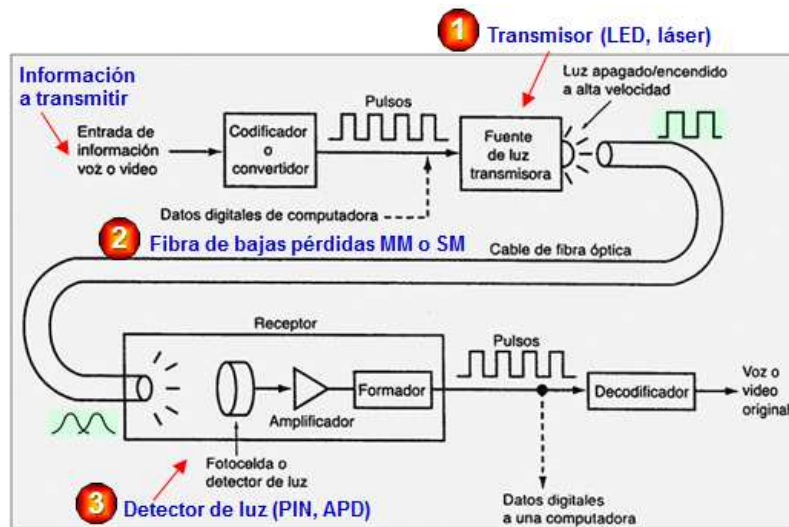 1 Transmisor (LED, láser)
Información
a transmitir
Luz apagado/encendido
a alta velocidad
Pulsos
Entrada de
información
voz o video
Codificador
o
convertidor
Fuente
de luz
transmisora
Datos digitales de computadora
2 Fibra de bajas pérdidas MM o SM
Cable de fibra óptica
Receptor
Pulsos
Formador
Amplificador
Decodificador
Voz o
video
original
Fotocelda o
detector de luz
3 Detector de luz (PIN, APD)
Datos digitales
a una computadora